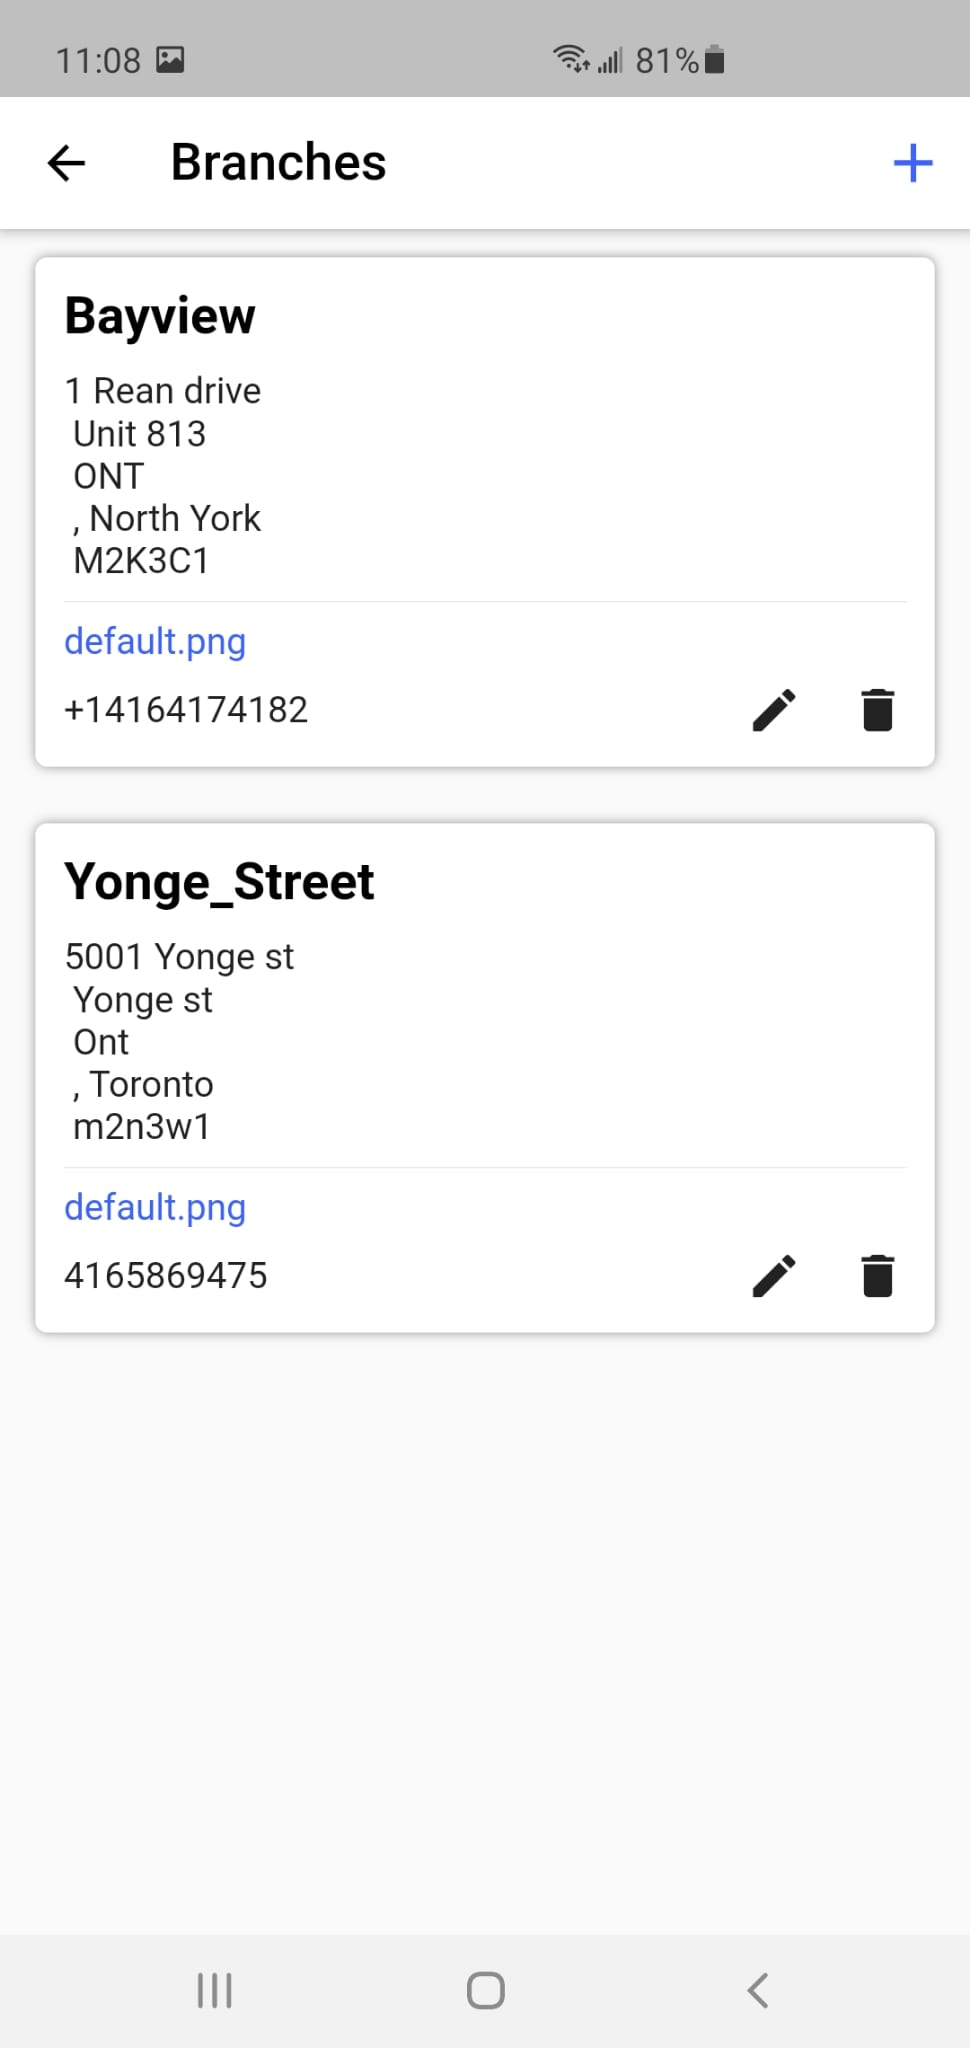 11:08 81%
Branches
Bayview
1 Rean drive
Unit 813
ONT
, North York
M2K3C1
default.png
+14164174182
Yonge_Street
5001 Yonge st
Yonge st
Ont
, Toronto
m2n3w1
default.png
4165869475